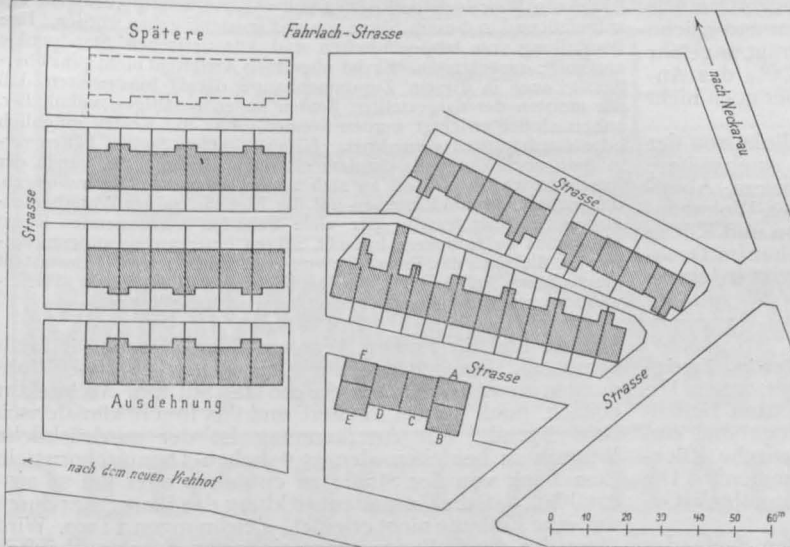 Spätere
Fahrlach-Strasse
nach Neckarau
Strasse
Strasse
Strasse
Strasse
F
A
E
D
C
B
Ausdehnung
nach dem neuen Viehhof
0 10 20 30 40 50 60m